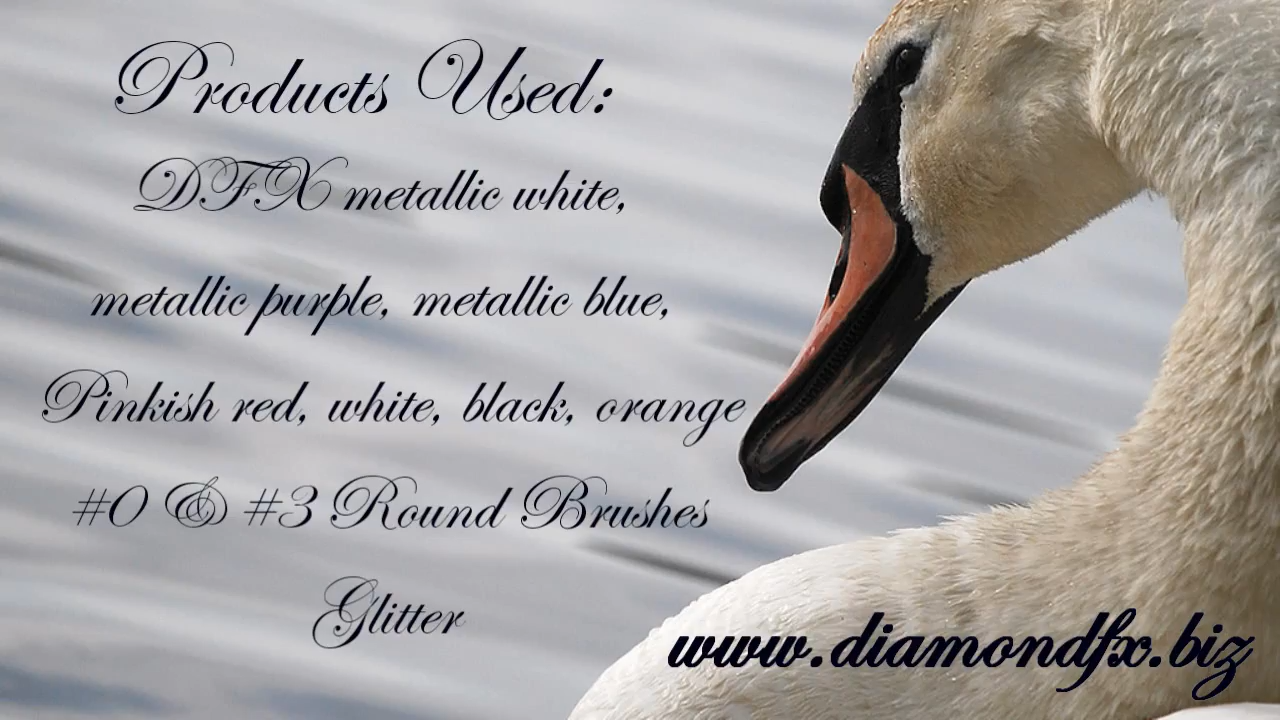 Products Used:
DFX metallic white,
metallic purple, metallic blue,
Pinkish red, white, black, orange
#0 & #3 Round Brushes
Glitter
www.diamondfx.biz